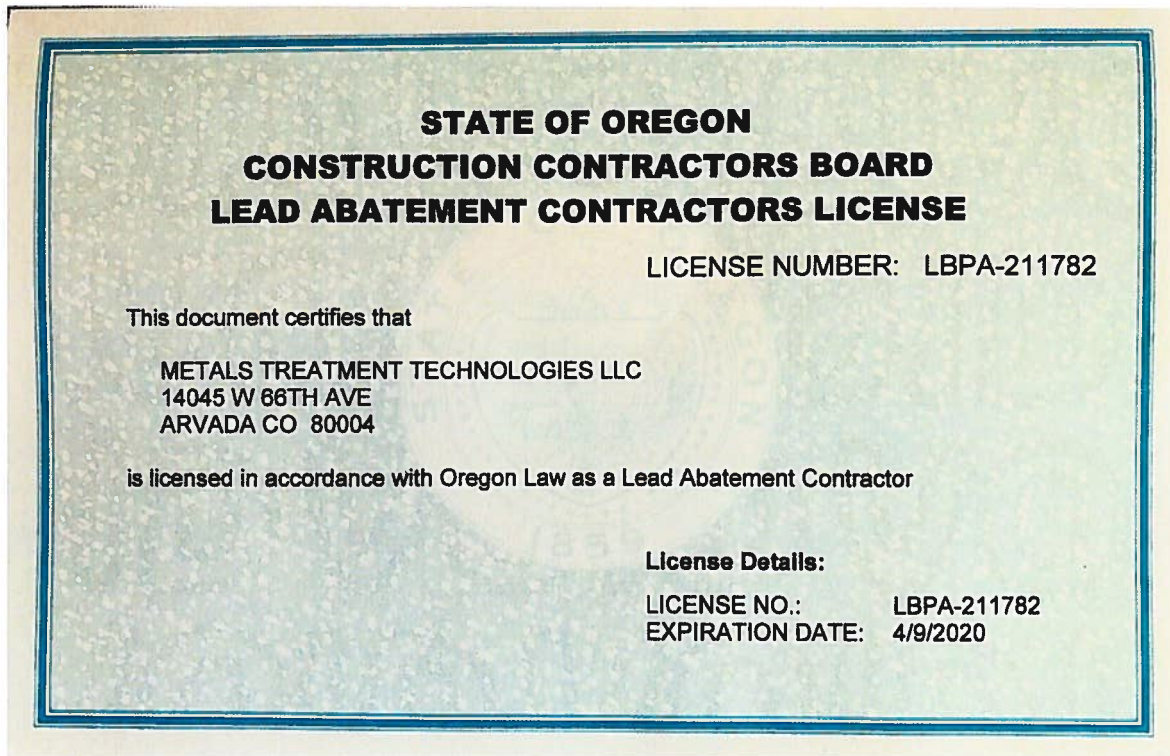 STATE OF OREGON
CONSTRUCTION CONTRACTORS BOARD
LEAD ABATEMENT CONTRACTORS LICENSE
LICENSE NUMBER: LBPA-211782
This document certifies that
METALS TREATMENT TECHNOLOGIES LLC
14045 W 66TH AVE
ARVADA CO 80004
is licensed in accordance with Oregon Law as a Lead Abatement Contractor
License Details:
LICENSE NO.: LBPA-211782
EXPIRATION DATE: 4/9/2020